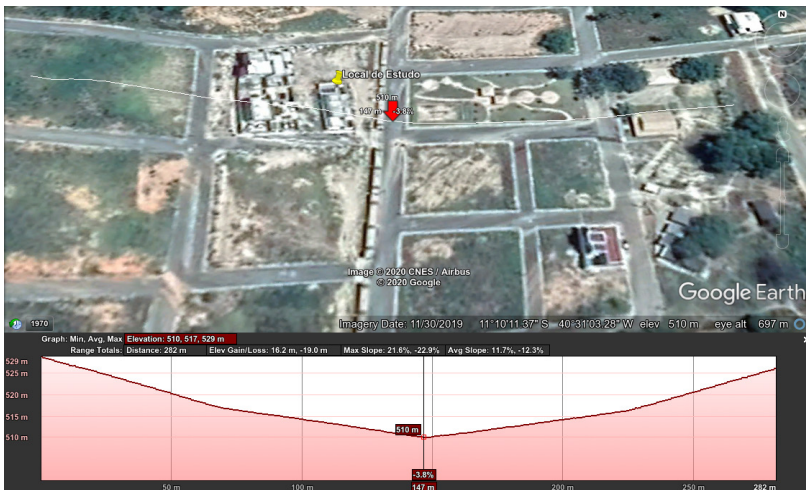 N
Local de Estudo
510 m
147 m -3.8%
Image © 2020 CNES / Airbus
© 2020 Google
Google Earth
1970
Imagery Date: 11/30/2019 11°10'11.37" S 40°31'03.28" W elev 510 m eye alt 697 m
Graph: Min, Avg, Max Elevation: 510, 517, 529 m
Range Totals: Distance: 282 m Elev Gain/Loss: 16.2 m, -19.0 m Max Slope: 21.6%, -22.9% Avg Slope: 11.7%, -12.3%
529 m
525 m
520 m
515 m
510 m
510 m
-3.8%
50 m 100 m 147 m 200 m 250 m 282 m